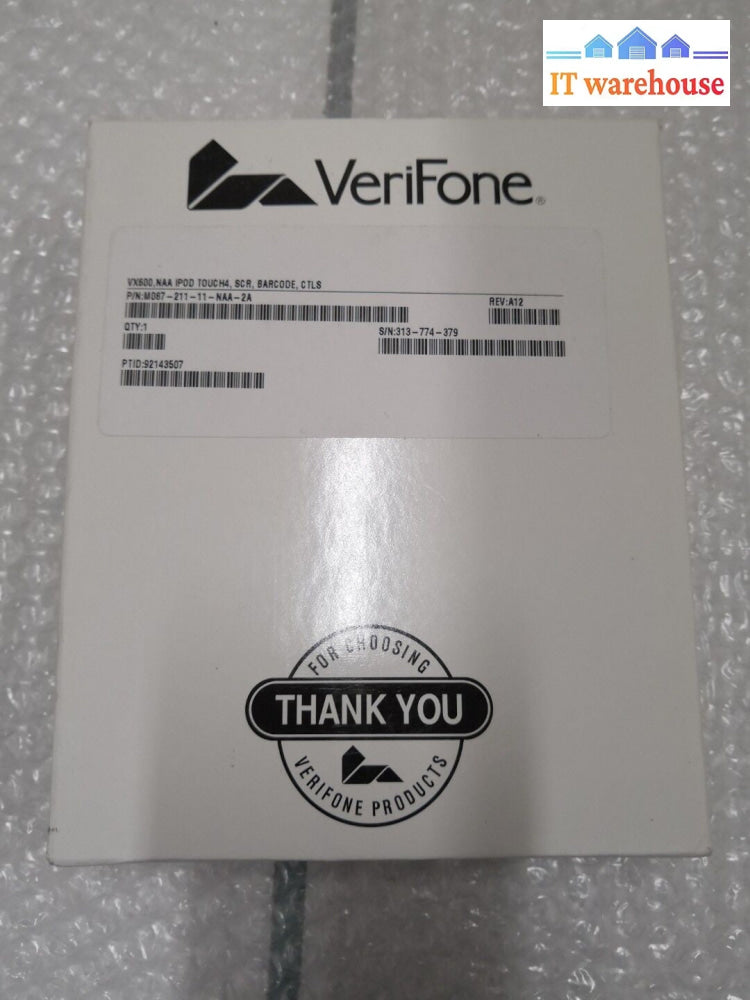 IT warehouse
VeriFone®
VX600,NAA IPOD TOUCH4, SCR, BARCODE, CTLS
P/N:M087-211-11-NAA-2A
REV:A12
QTY:1
S/N:313-774-379
PTID:92143507
FOR CHOOSING
THANK YOU
VERIFONE PRODUCTS